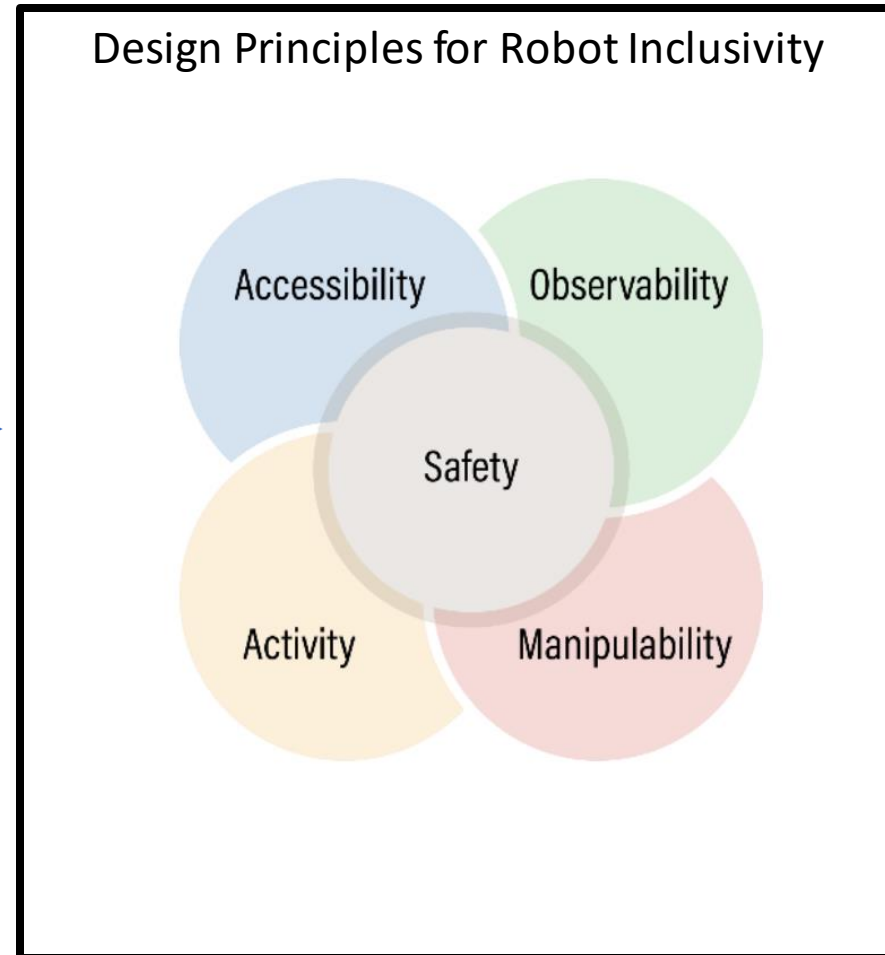 Design Principles for Robot Inclusivity
Accessibility
Observability
Safety
Activity
Manipulability